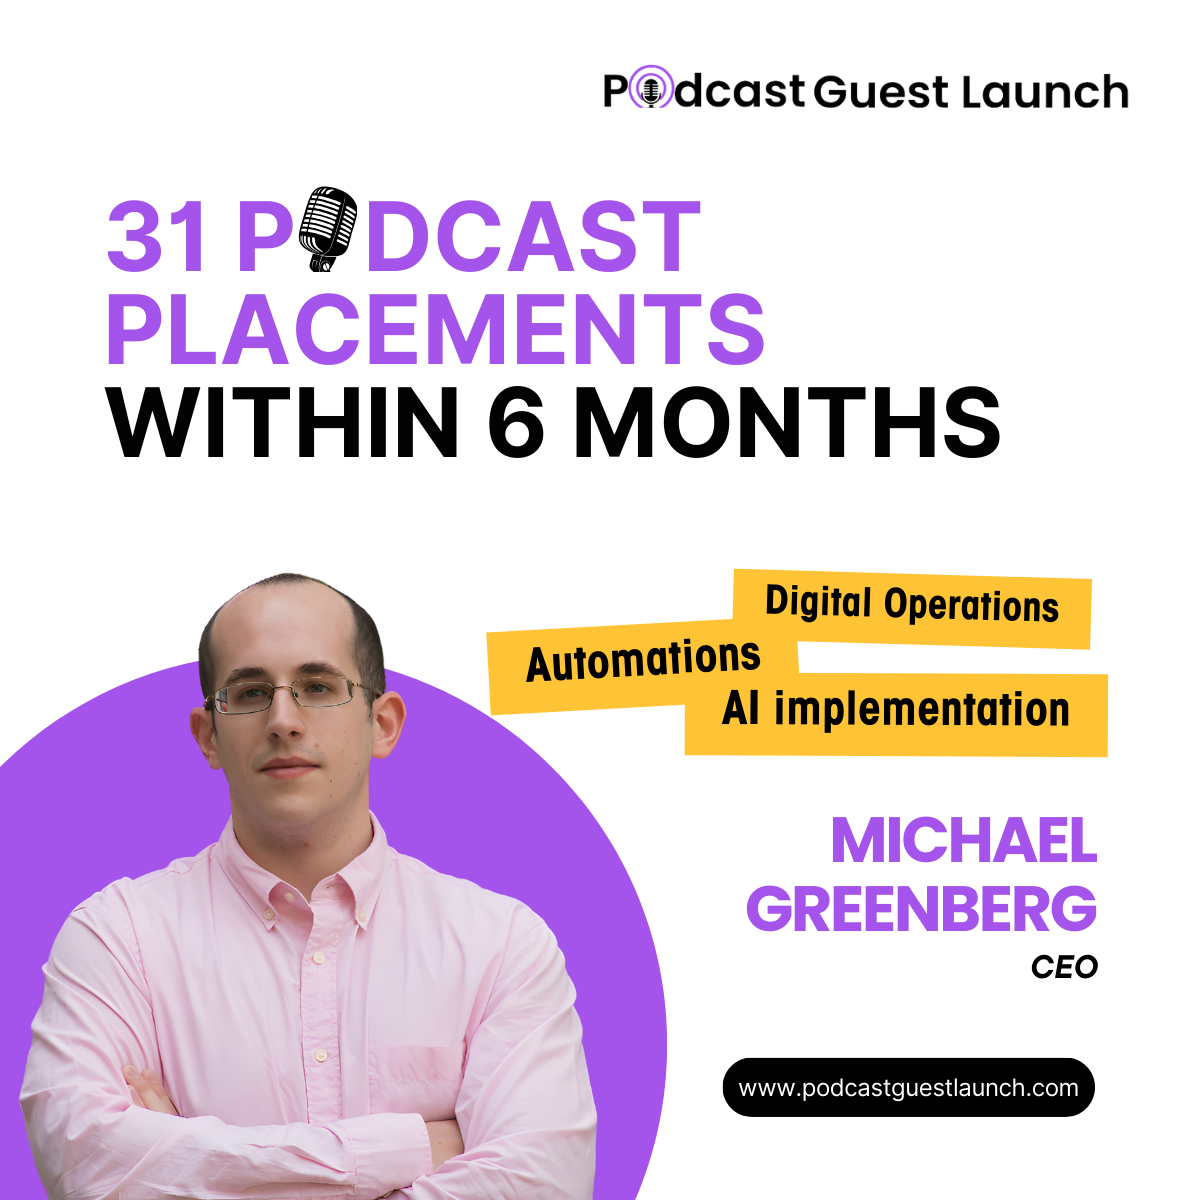 Podcast Guest Launch
31 PODCAST
PLACEMENTS
WITHIN 6 MONTHS
Digital Operations
Automations
AI implementation
MICHAEL
GREENBERG
CEO
www.podcastguestlaunch.com